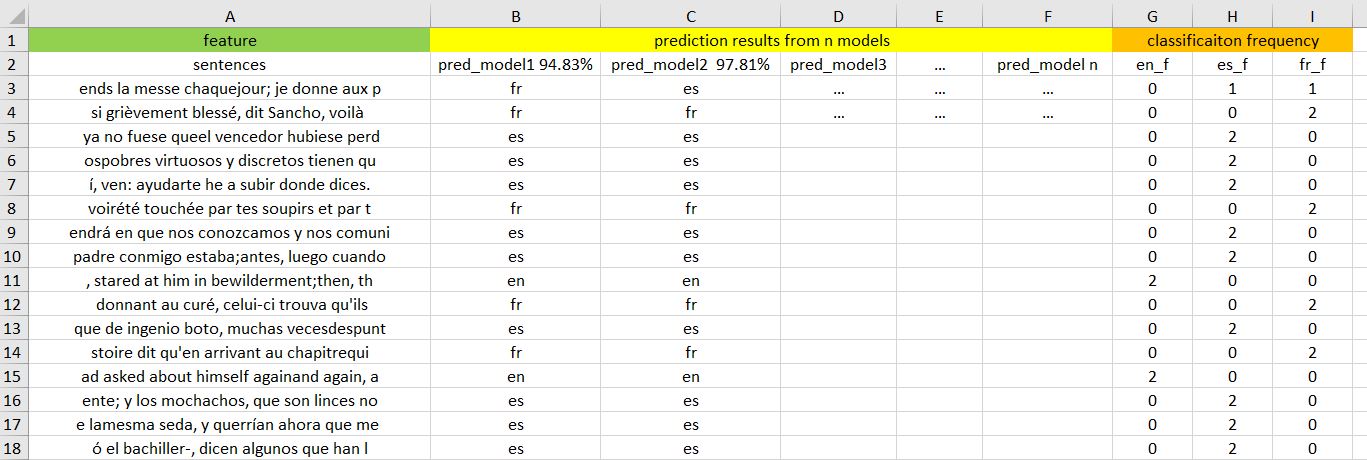 A B C D E F G H I
1 feature prediction results from n models classificaiton frequency
2 sentences pred_model1 94.83% pred_model2 97.81% pred_model3 ... pred_model n en_f es_f fr_f
3 ends la messe chaquejour; je donne aux p fr es ... ... ... 0 1 1
4 si grièvement blessé, dit Sancho, voilà fr fr ... ... ... 0 0 2
5 ya no fuese queel vencedor hubiese perd es es 0 2 0
6 ospobres virtuosos y discretos tienen qu es es 0 2 0
7 í, ven: ayudarte he a subir donde dices. es es 0 2 0
8 voirété touchée par tes soupirs et par t fr fr 0 0 2
9 endrá en que nos conozcamos y nos comuni es es 0 2 0
10 padre conmigo estaba;antes, luego cuando es es 0 2 0
11 , stared at him in bewilderment;then, th en en 2 0 0
12 donnant au curé, celui-ci trouva qu'ils fr fr 0 0 2
13 que de ingenio boto, muchas vecesdespunt es es 0 2 0
14 stoire dit qu'en arrivant au chapitrequi fr fr 0 0 2
15 ad asked about himself againand again, a en en 2 0 0
16 ente; y los mochachos, que son linces no es es 0 2 0
17 e lamesma seda, y querrían ahora que me es es 0 2 0
18 ó el bachiller-, dicen algunos que han l es es 0 2 0